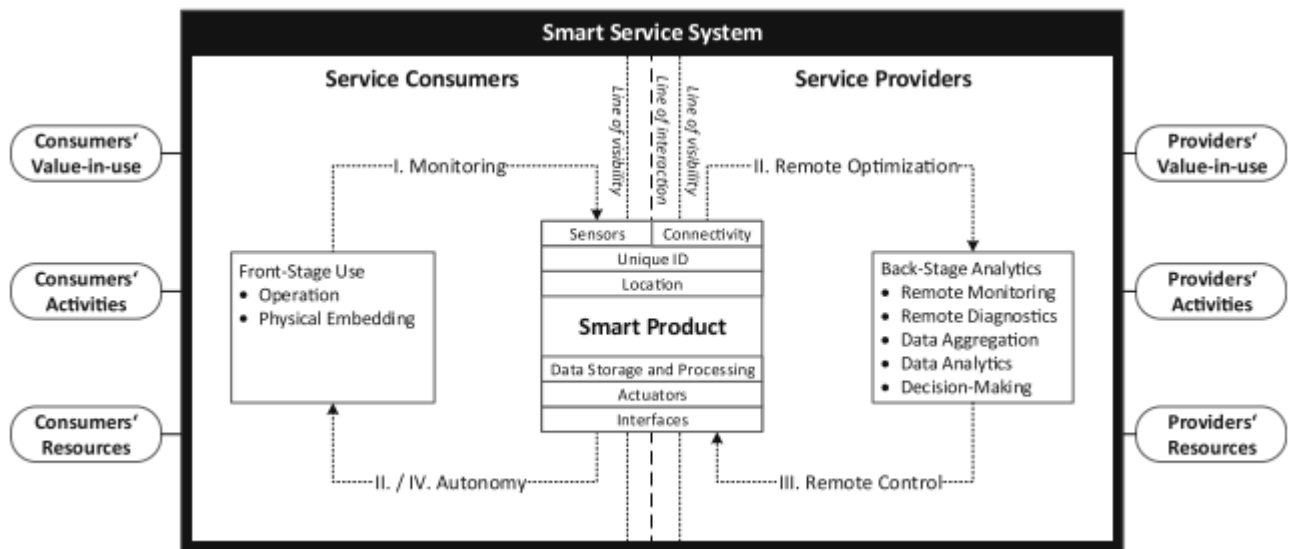 Smart Service System
Service Consumers
Service Providers
Line of visibility
Line of interaction
Line of visibility
Consumers‘
Value-in-use
Consumers‘
Activities
Consumers‘
Resources
I. Monitoring
II. Remote Optimization
Front-Stage Use
• Operation
• Physical Embedding
Sensors
Connectivity
Unique ID
Location
Smart Product
Data Storage and Processing
Actuators
Interfaces
Back-Stage Analytics
• Remote Monitoring
• Remote Diagnostics
• Data Aggregation
• Data Analytics
• Decision-Making
II. / IV. Autonomy
III. Remote Control
Providers‘
Value-in-use
Providers‘
Activities
Providers‘
Resources